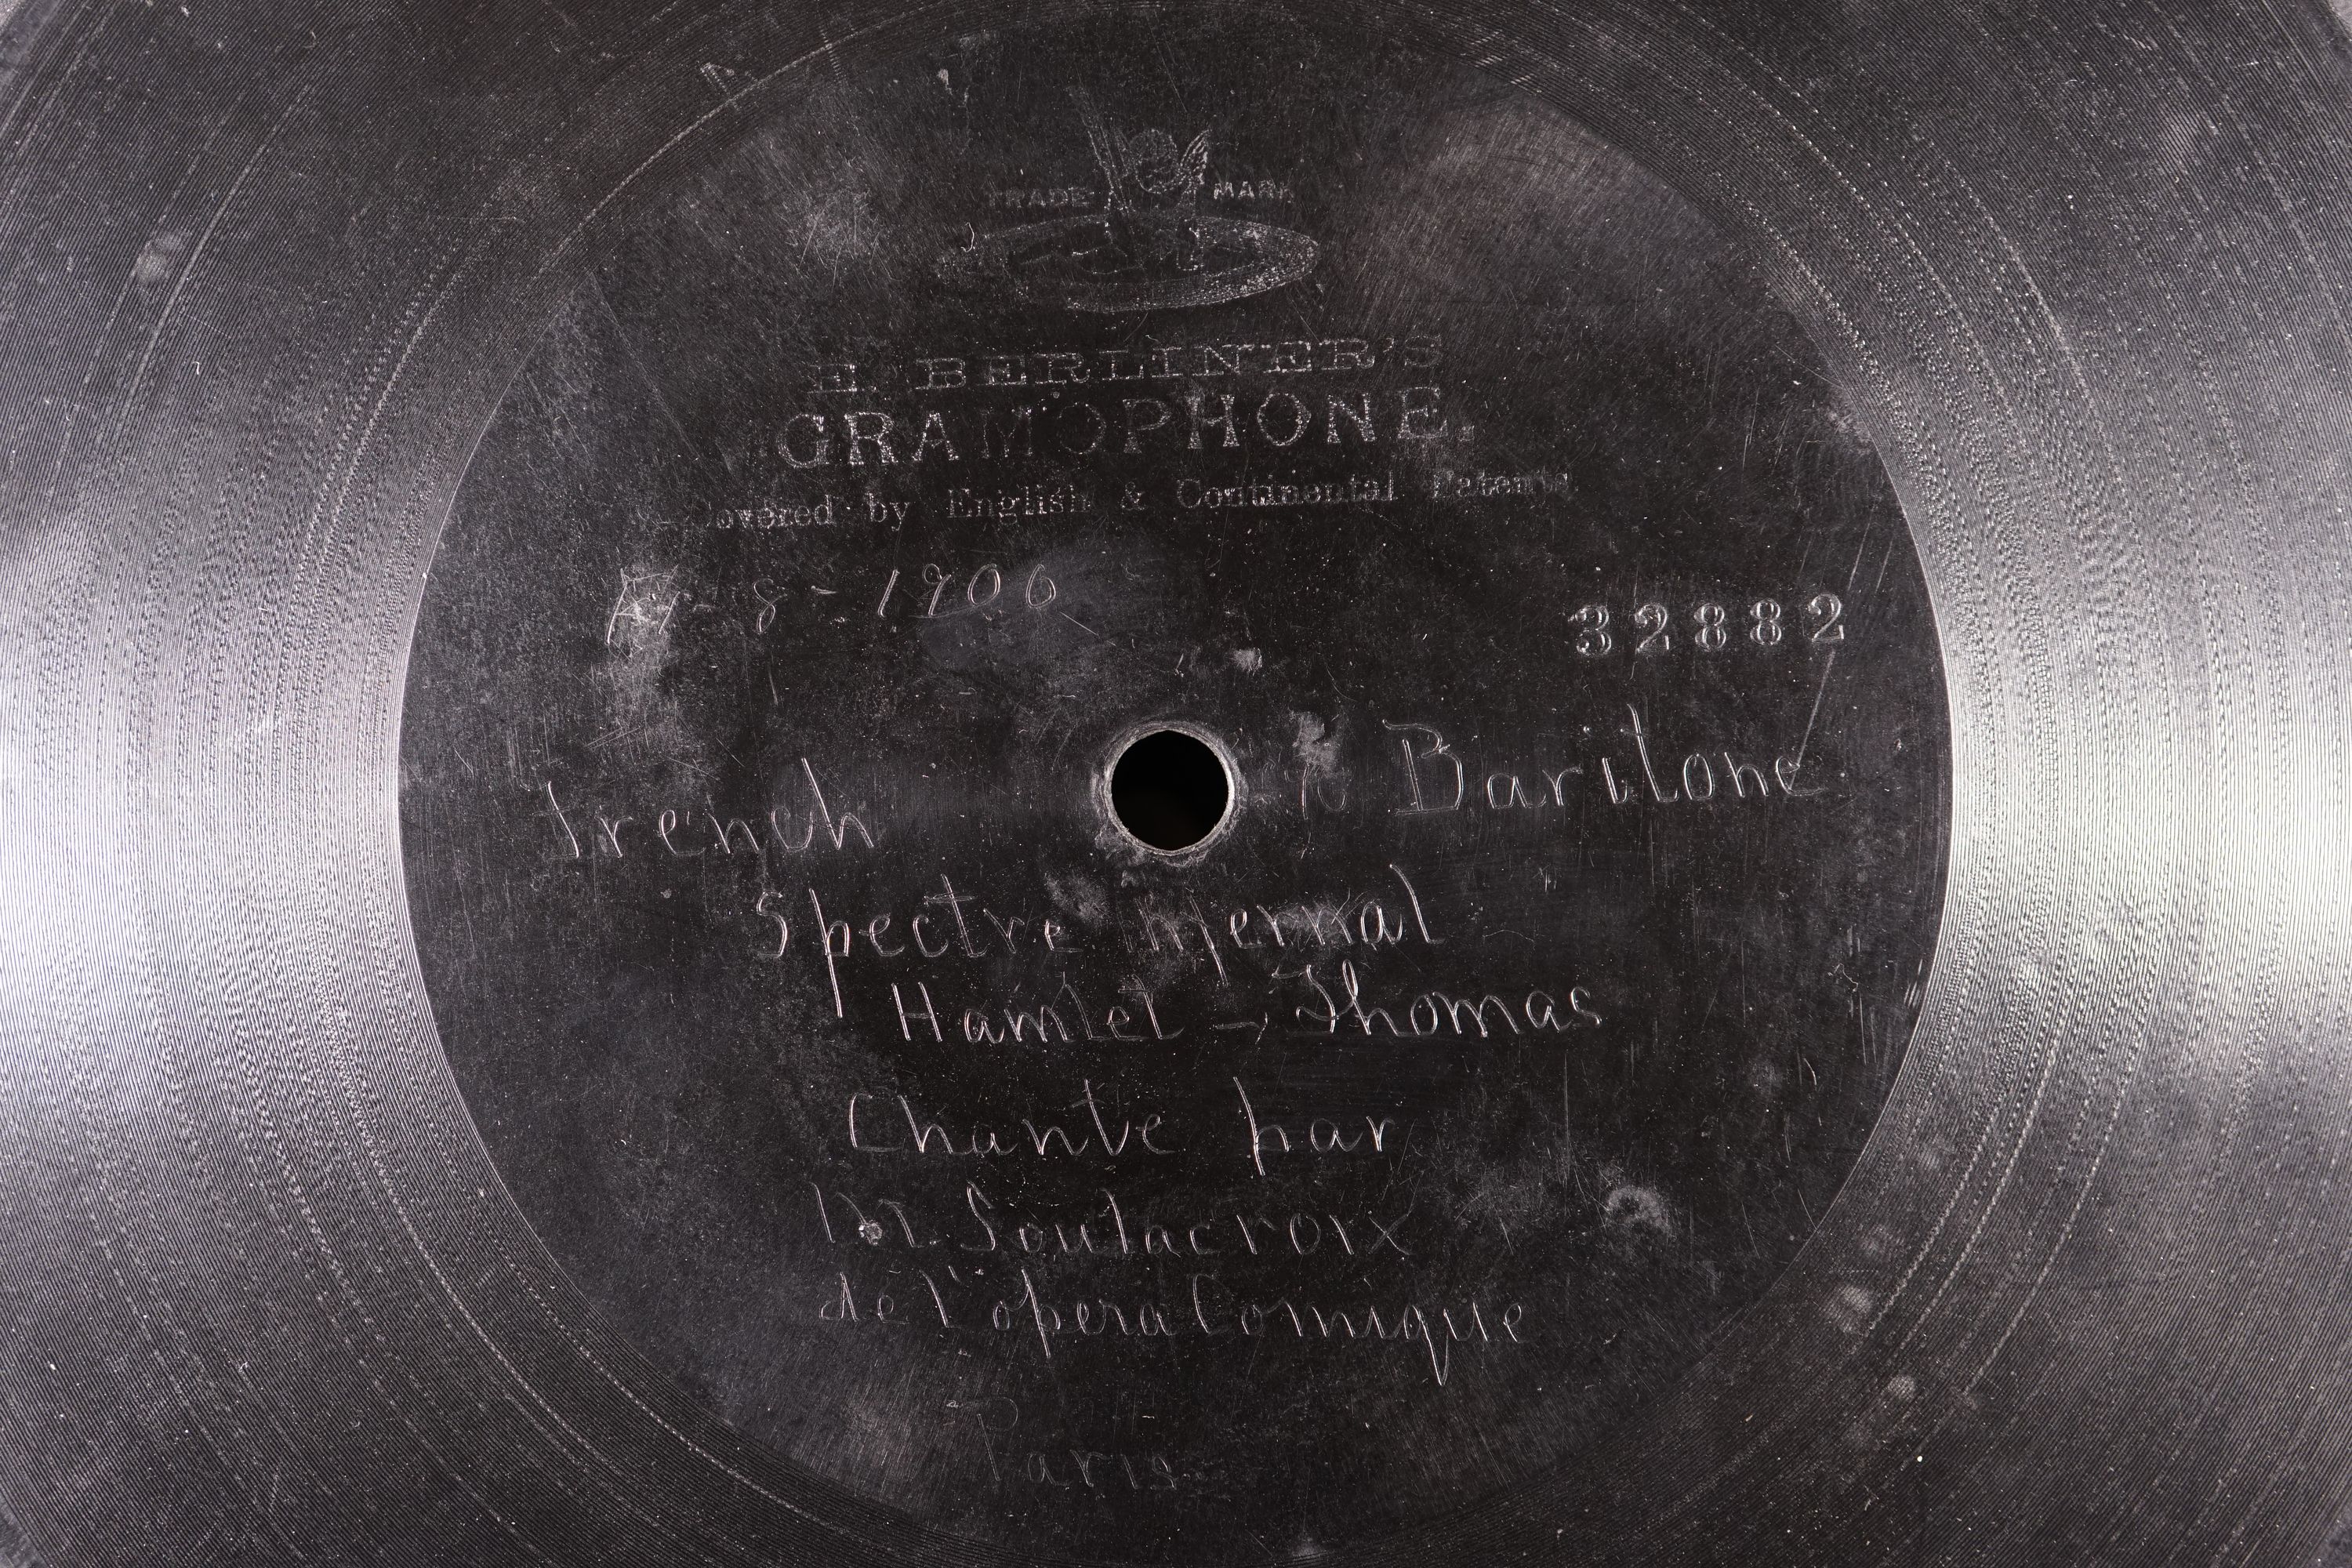 TRADE MARK
E. BERLINER'S
GRAMOPHONE.
Covered by English & Continental Patents
-8-1900
32882
French Baritone
Spectre infernal
Hamlet - Thomas
Chante par
M. Soulacroix
de l'opera Comique
Paris